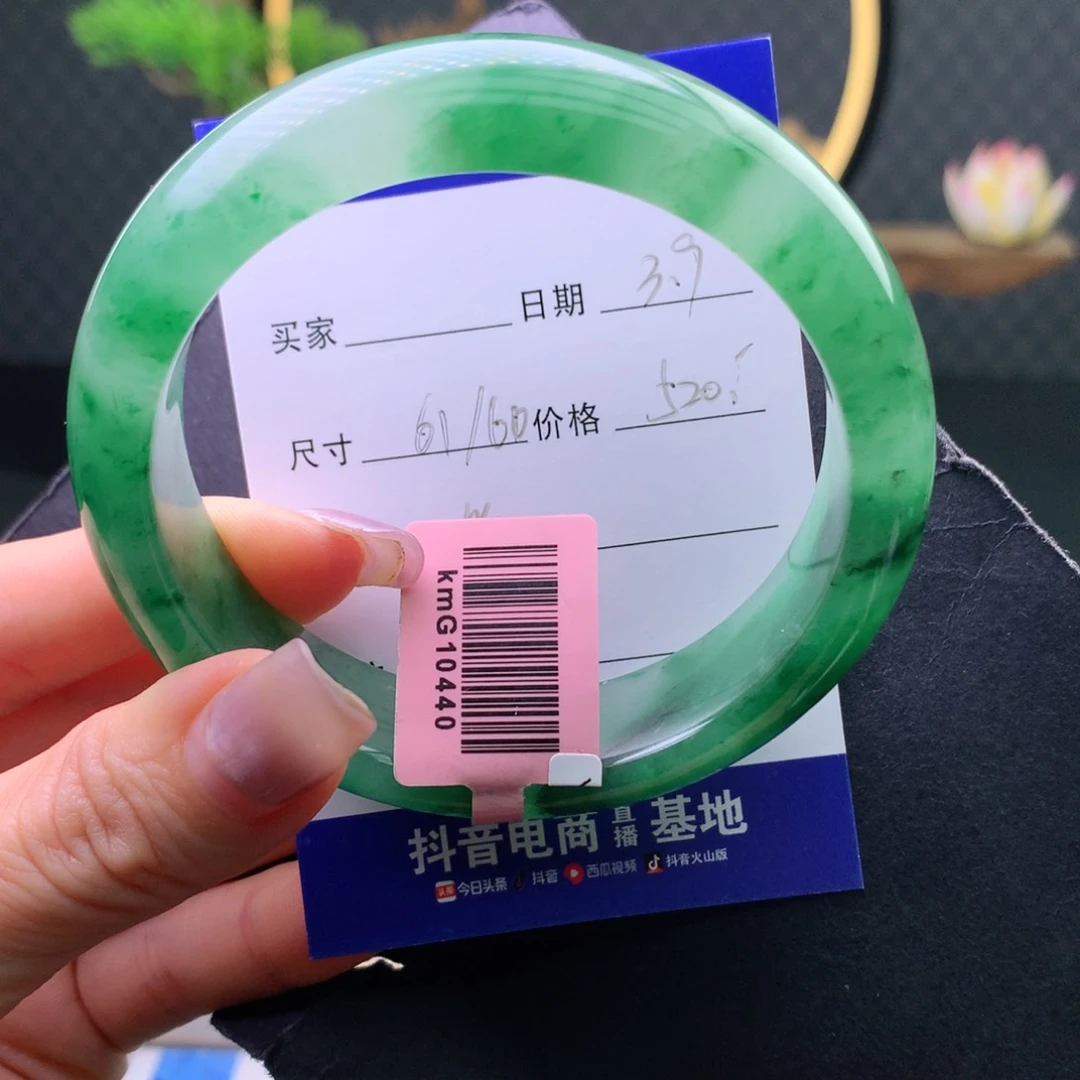 买家 日期 3.9
尺寸 61/60 价格 520
kmG10440
抖音电商 直播 基地
今日头条 抖音 西瓜视频 抖音火山版